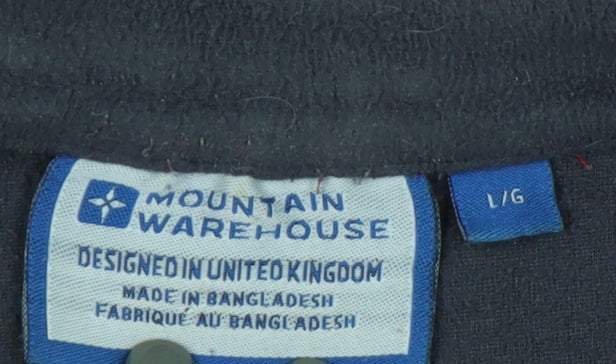 MOUNTAIN
WAREHOUSE
DESIGNED IN UNITED KINGDOM
MADE IN BANGLADESH
FABRIQUÉ AU BANGLADESH
L/G